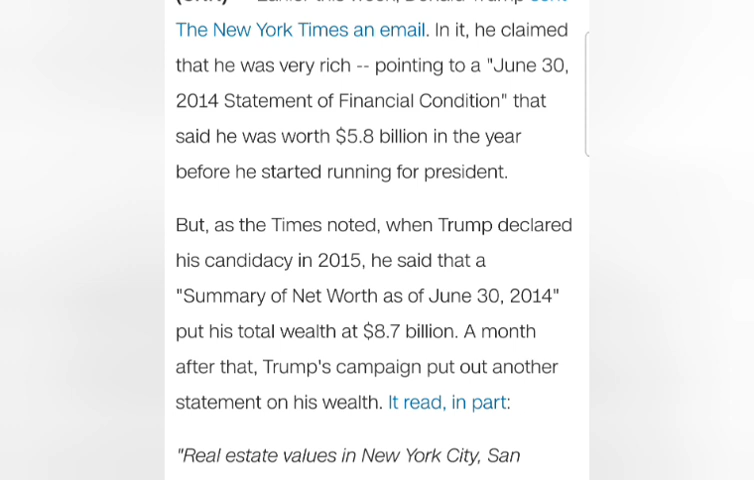 The New York Times an email. In it, he claimed
that he was very rich -- pointing to a "June 30,
2014 Statement of Financial Condition" that
said he was worth $5.8 billion in the year
before he started running for president.
But, as the Times noted, when Trump declared
his candidacy in 2015, he said that a
"Summary of Net Worth as of June 30, 2014"
put his total wealth at $8.7 billion. A month
after that, Trump's campaign put out another
statement on his wealth. It read, in part:
"Real estate values in New York City, San